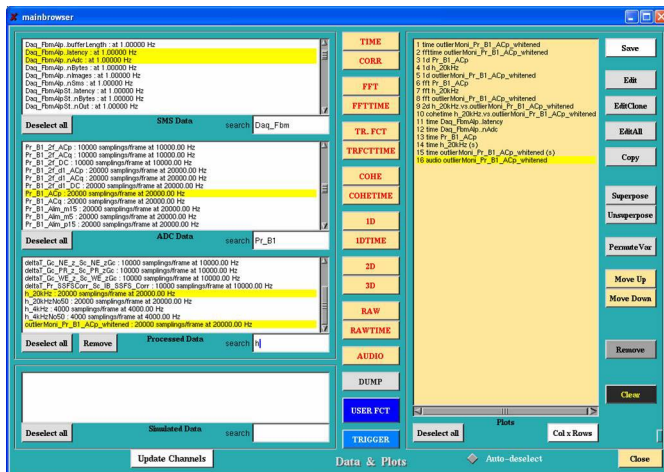 mainbrowser
Daq_FbmAlp..bufferLength : at 1.00000 Hz
Daq_FbmAlp..latency : at 1.00000 Hz
Daq_FbmAlp..nAdc : at 1.00000 Hz
Daq_FbmAlp..nBytes : at 1.00000 Hz
Daq_FbmAlp..nImages : at 1.00000 Hz
Daq_FbmAlp..nSms : at 1.00000 Hz
Daq_FbmAlpSt..latency : at 1.00000 Hz
Daq_FbmAlpSt..nBytes : at 1.00000 Hz
Daq_FbmAlpSt..nOut : at 1.00000 Hz
Deselect all
SMS Data
search Daq_Fbm
Pr_B1_2f_ACp : 10000 samplings/frame at 10000.00 Hz
Pr_B1_2f_ACq : 10000 samplings/frame at 10000.00 Hz
Pr_B1_2f_DC : 10000 samplings/frame at 10000.00 Hz
Pr_B1_2f_d1_ACp : 20000 samplings/frame at 20000.00 Hz
Pr_B1_2f_d1_ACq : 20000 samplings/frame at 20000.00 Hz
Pr_B1_2f_d1_DC : 20000 samplings/frame at 20000.00 Hz
Pr_B1_ACp : 20000 samplings/frame at 20000.00 Hz
Pr_B1_ACq : 20000 samplings/frame at 20000.00 Hz
Pr_B1_Alim_m15 : 20000 samplings/frame at 20000.00 Hz
Pr_B1_Alim_m5 : 20000 samplings/frame at 20000.00 Hz
Pr_B1_Alim_p15 : 20000 samplings/frame at 20000.00 Hz
Deselect all
ADC Data
search Pr_B1
deltaT_Gc_NE_z_Sc_NE_zGc : 10000 samplings/frame at 10000.00 Hz
deltaT_Gc_PR_z_Sc_PR_zGc : 10000 samplings/frame at 10000.00 Hz
deltaT_Gc_WE_z_Sc_WE_zGc : 10000 samplings/frame at 10000.00 Hz
deltaT_Pr_SSFSCorr_Sc_IB_SSFS_Corr : 10000 samplings/frame at 10000.00 Hz
h_20kHz : 20000 samplings/frame at 20000.00 Hz
h_20kHzNo50 : 20000 samplings/frame at 20000.00 Hz
h_4kHz : 4000 samplings/frame at 4000.00 Hz
h_4kHzNo50 : 4000 samplings/frame at 4000.00 Hz
outlierMoni_Pr_B1_ACp_whitened : 20000 samplings/frame at 20000.00 Hz
Deselect all
Remove
Processed Data
search h
Deselect all
Simulated Data
search
Update Channels
TIME
CORR
FFT
FFTTIME
TR. FCT
TRFCTTIME
COHE
COHETIME
1D
1DTIME
2D
3D
RAW
RAWTIME
AUDIO
DUMP
USER FCT
TRIGGER
1 time outlierMoni_Pr_B1_ACp_whitened
2 ffttime outlierMoni_Pr_B1_ACp_whitened
3 1d Pr_B1_ACp
4 1d h_20kHz
5 1d outlierMoni_Pr_B1_ACp_whitened
6 fft Pr_B1_ACp
7 fft h_20kHz
8 fft outlierMoni_Pr_B1_ACp_whitened
9 2d h_20kHz.vs.outlierMoni_Pr_B1_ACp_whitened
10 cohetime h_20kHz.vs.outlierMoni_Pr_B1_ACp_whitened
11 time Daq_FbmAlp..latency
12 time Daq_FbmAlp..nAdc
13 time Pr_B1_ACp
14 time h_20kHz (s)
15 time outlierMoni_Pr_B1_ACp_whitened (s)
16 audio outlierMoni_Pr_B1_ACp_whitened
Plots
Deselect all
Col x Rows
Save
Edit
EditClone
EditAll
Copy
Superpose
Unsuperpose
PermuteVar
Move Up
Move Down
Remove
Clear
Data & Plots
Auto-deselect
Close